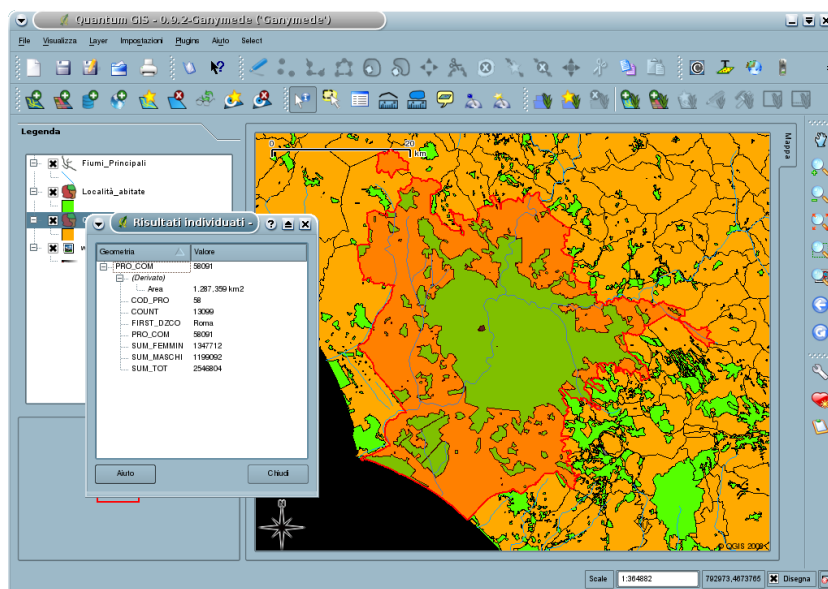 Quantum GIS - 0.9.2-Ganymede ('Ganymede')
File Visualizza Layer Impostazioni Plugins Aiuto Select
Legenda
Fiumi_Principali
Località_abitate
Mappa
0 20
km
Risultati individuati -
Geometria Valore
PRO_COM 58091
(Derivato)
Area 1.287,359 km2
COD_PRO 58
COUNT 13099
FIRST_DZCO Roma
PRO_COM 58091
SUM_FEMMIN 1347712
SUM_MASCHI 1199092
SUM_TOT 2546804
Aiuto Chiudi
© QGIS 2008
Scale 1:364882 792973,4673765 Disegna